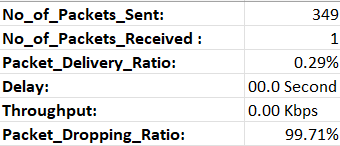 No_of_Packets_Sent: 349
No_of_Packets_Received : 1
Packet_Delivery_Ratio: 0.29%
Delay: 00.0 Second
Throughput: 0.00 Kbps
Packet_Dropping_Ratio: 99.71%